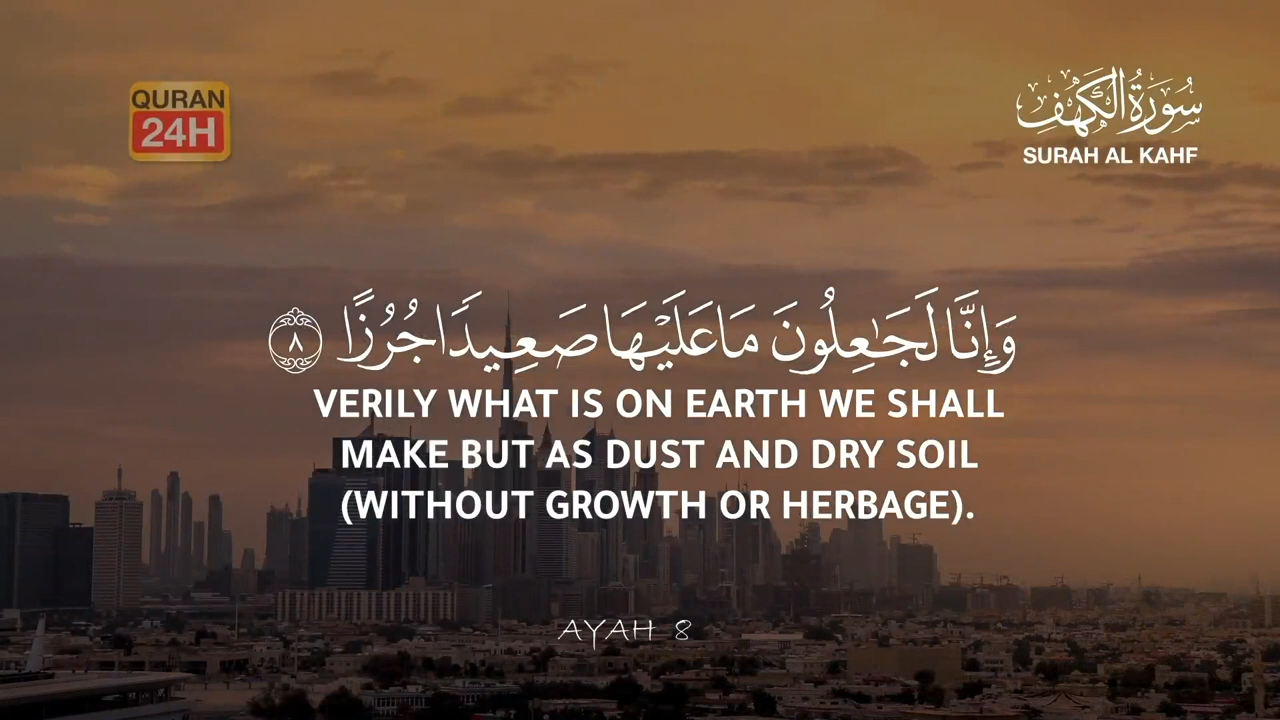 QURAN
24H
سُورَةُ الكَهْفِ
SURAH AL KAHF
وَإِنَّا لَجَـٰعِلُونَ مَا عَلَيْهَا صَعِيدًا جُرُزًا ٨
VERILY WHAT IS ON EARTH WE SHALL
MAKE BUT AS DUST AND DRY SOIL
(WITHOUT GROWTH OR HERBAGE).
AYAH 8